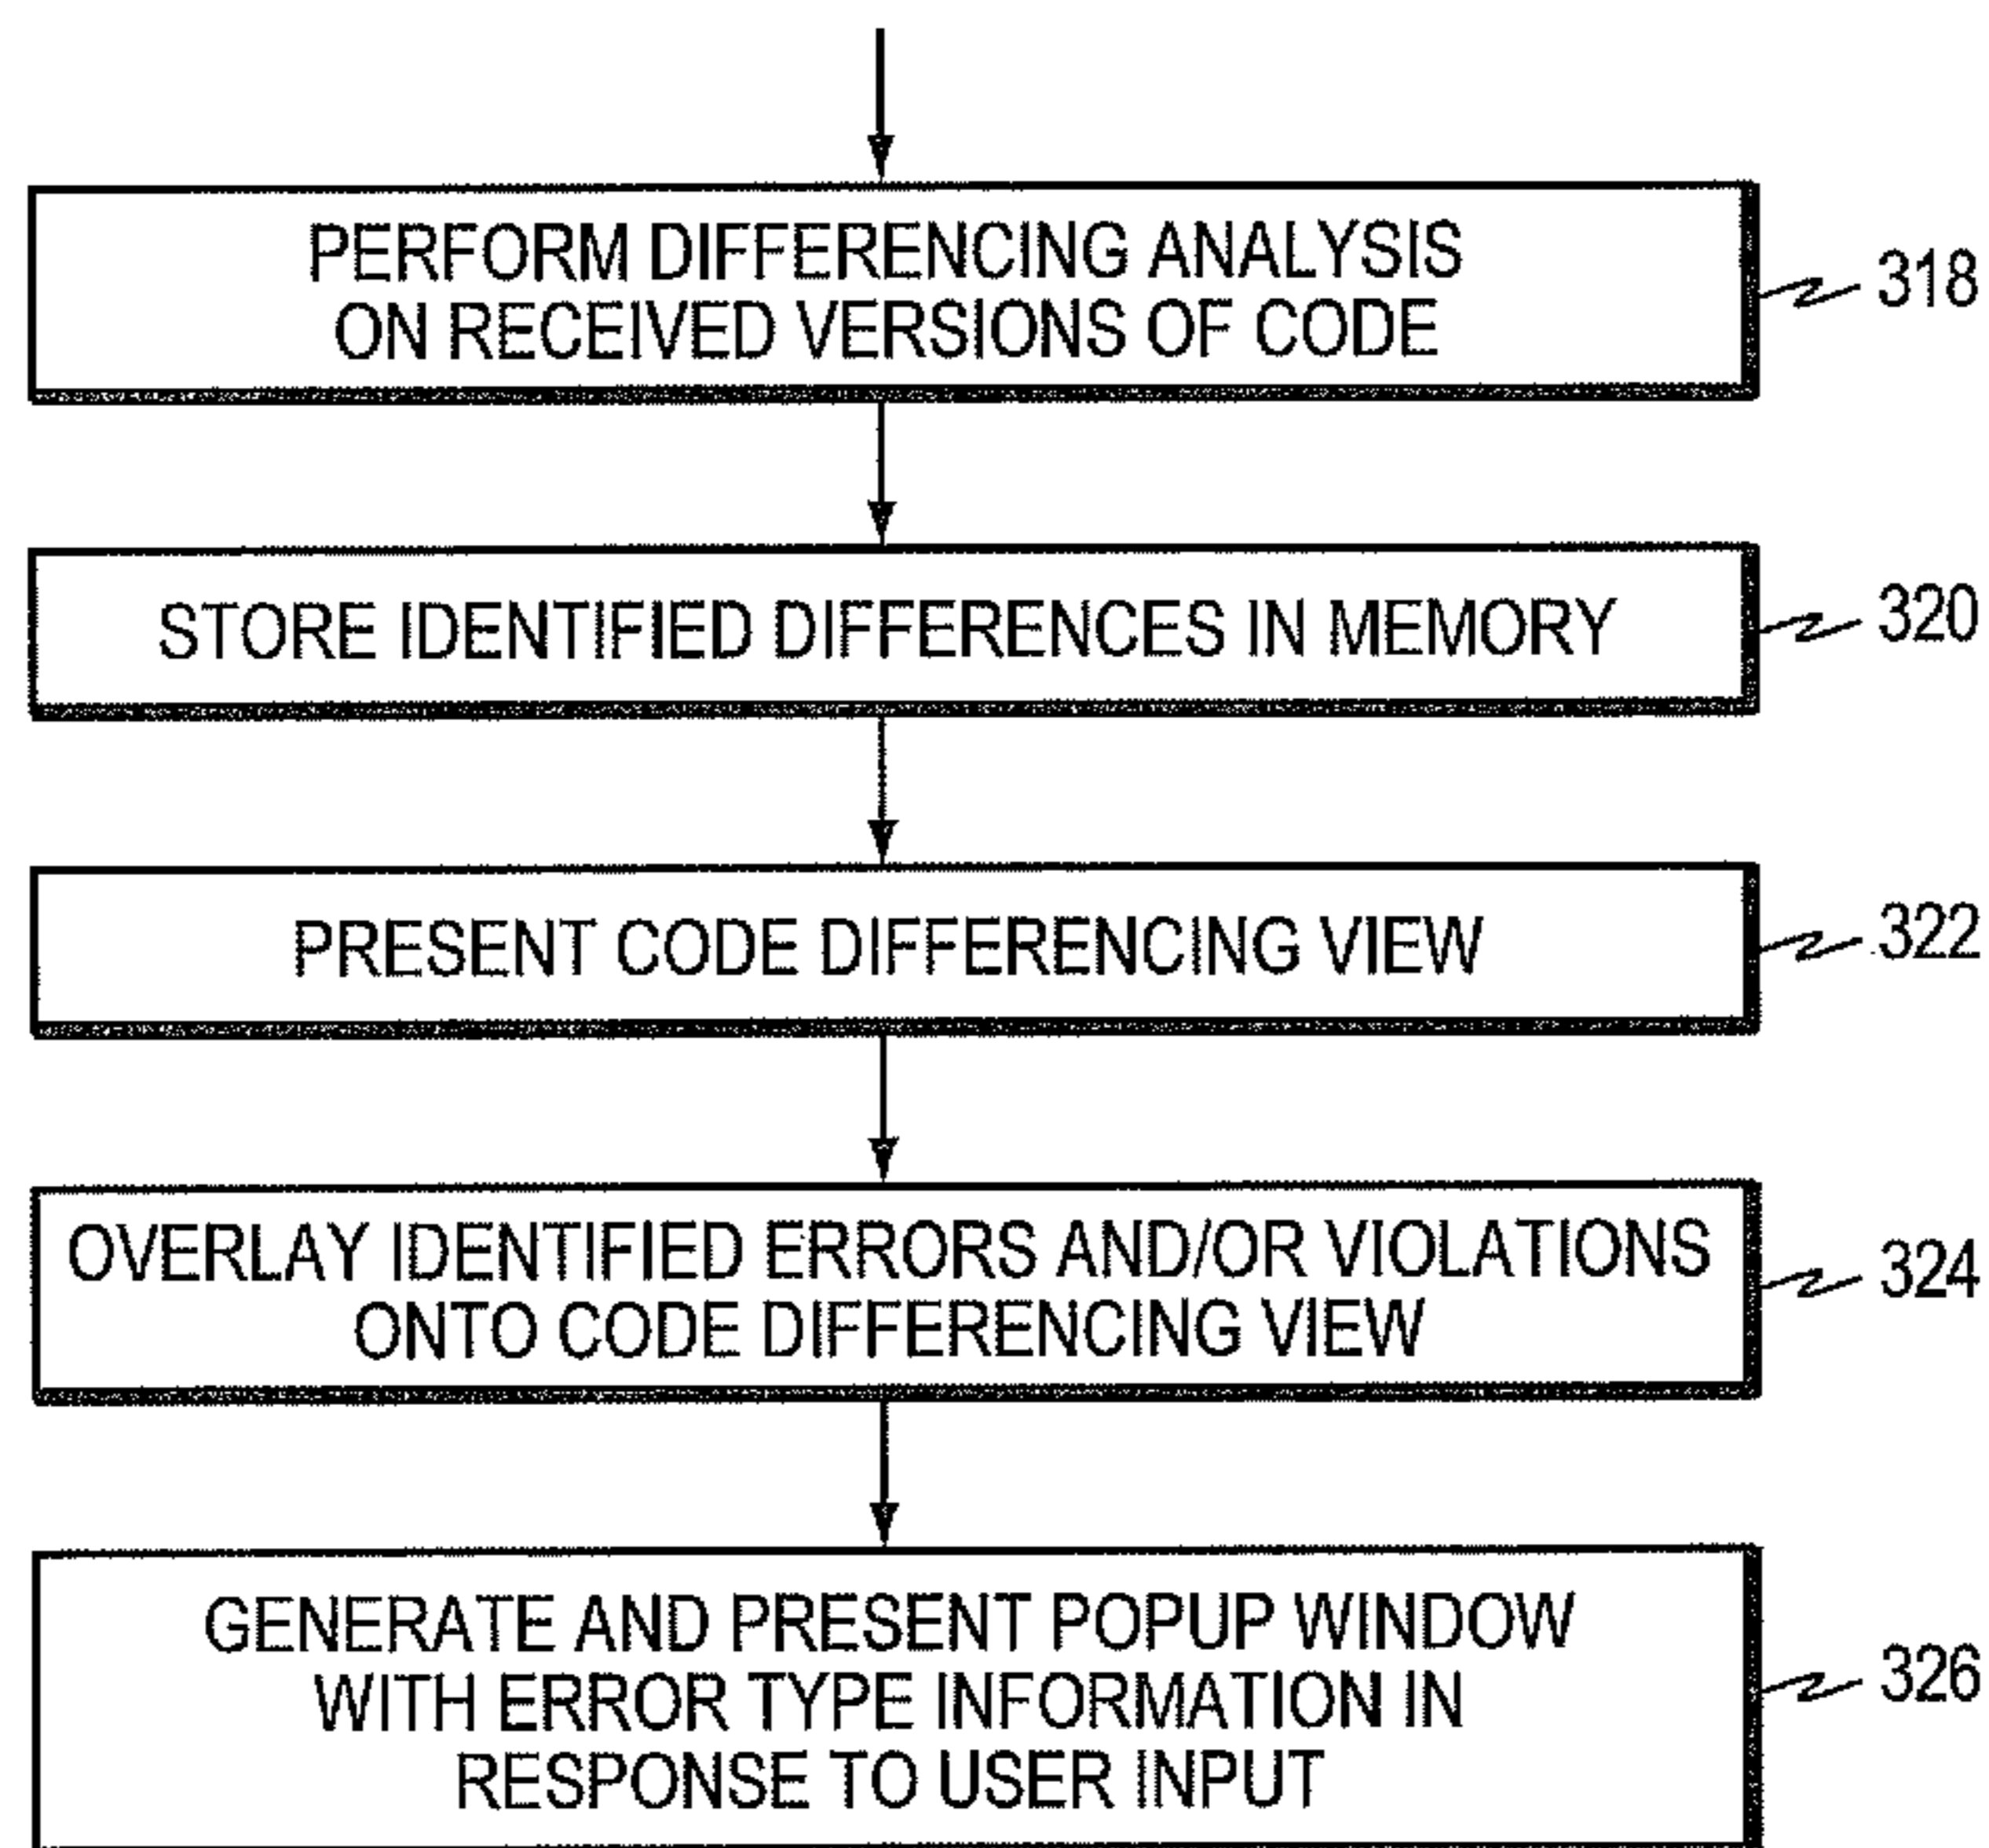 PERFORM DIFFERENCING ANALYSIS
ON RECEIVED VERSIONS OF CODE
318
STORE IDENTIFIED DIFFERENCES IN MEMORY
320
PRESENT CODE DIFFERENCING VIEW
322
OVERLAY IDENTIFIED ERRORS AND/OR VIOLATIONS
ONTO CODE DIFFERENCING VIEW
324
GENERATE AND PRESENT POPUP WINDOW
WITH ERROR TYPE INFORMATION IN
RESPONSE TO USER INPUT
326